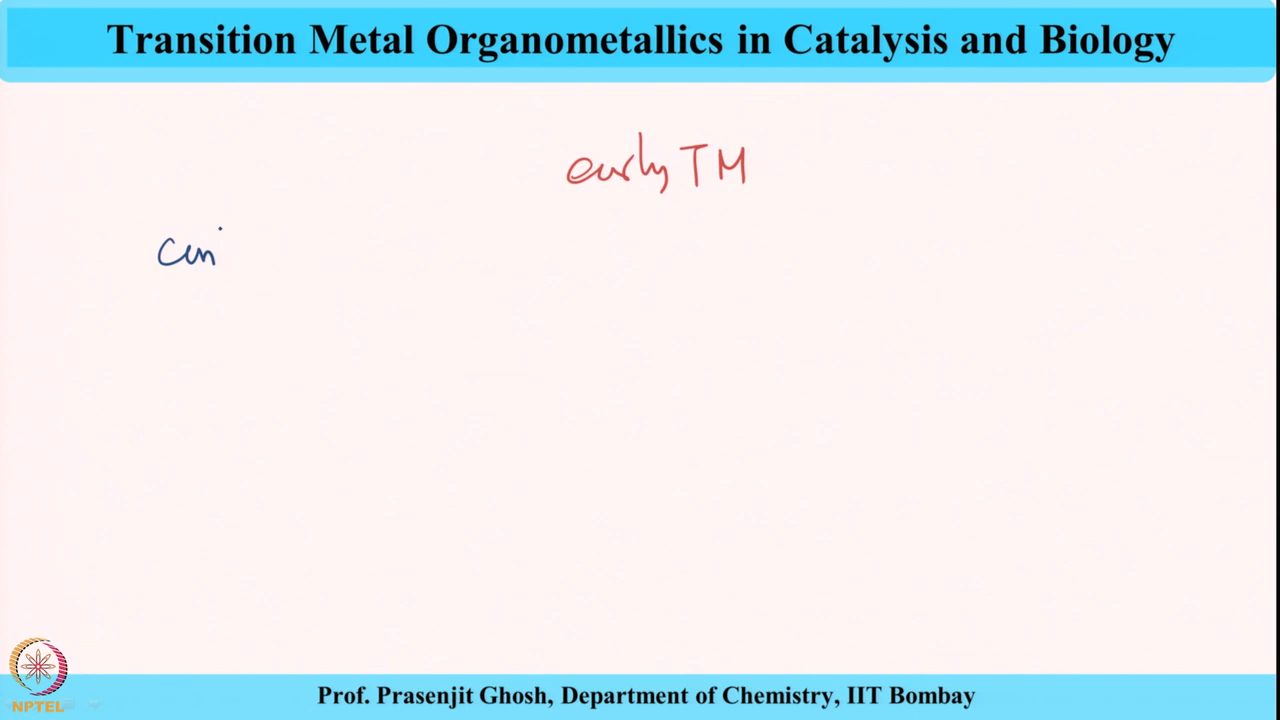 Transition Metal Organometallics in Catalysis and Biology
early TM
NPTEL
Prof. Prasenjit Ghosh, Department of Chemistry, IIT Bombay